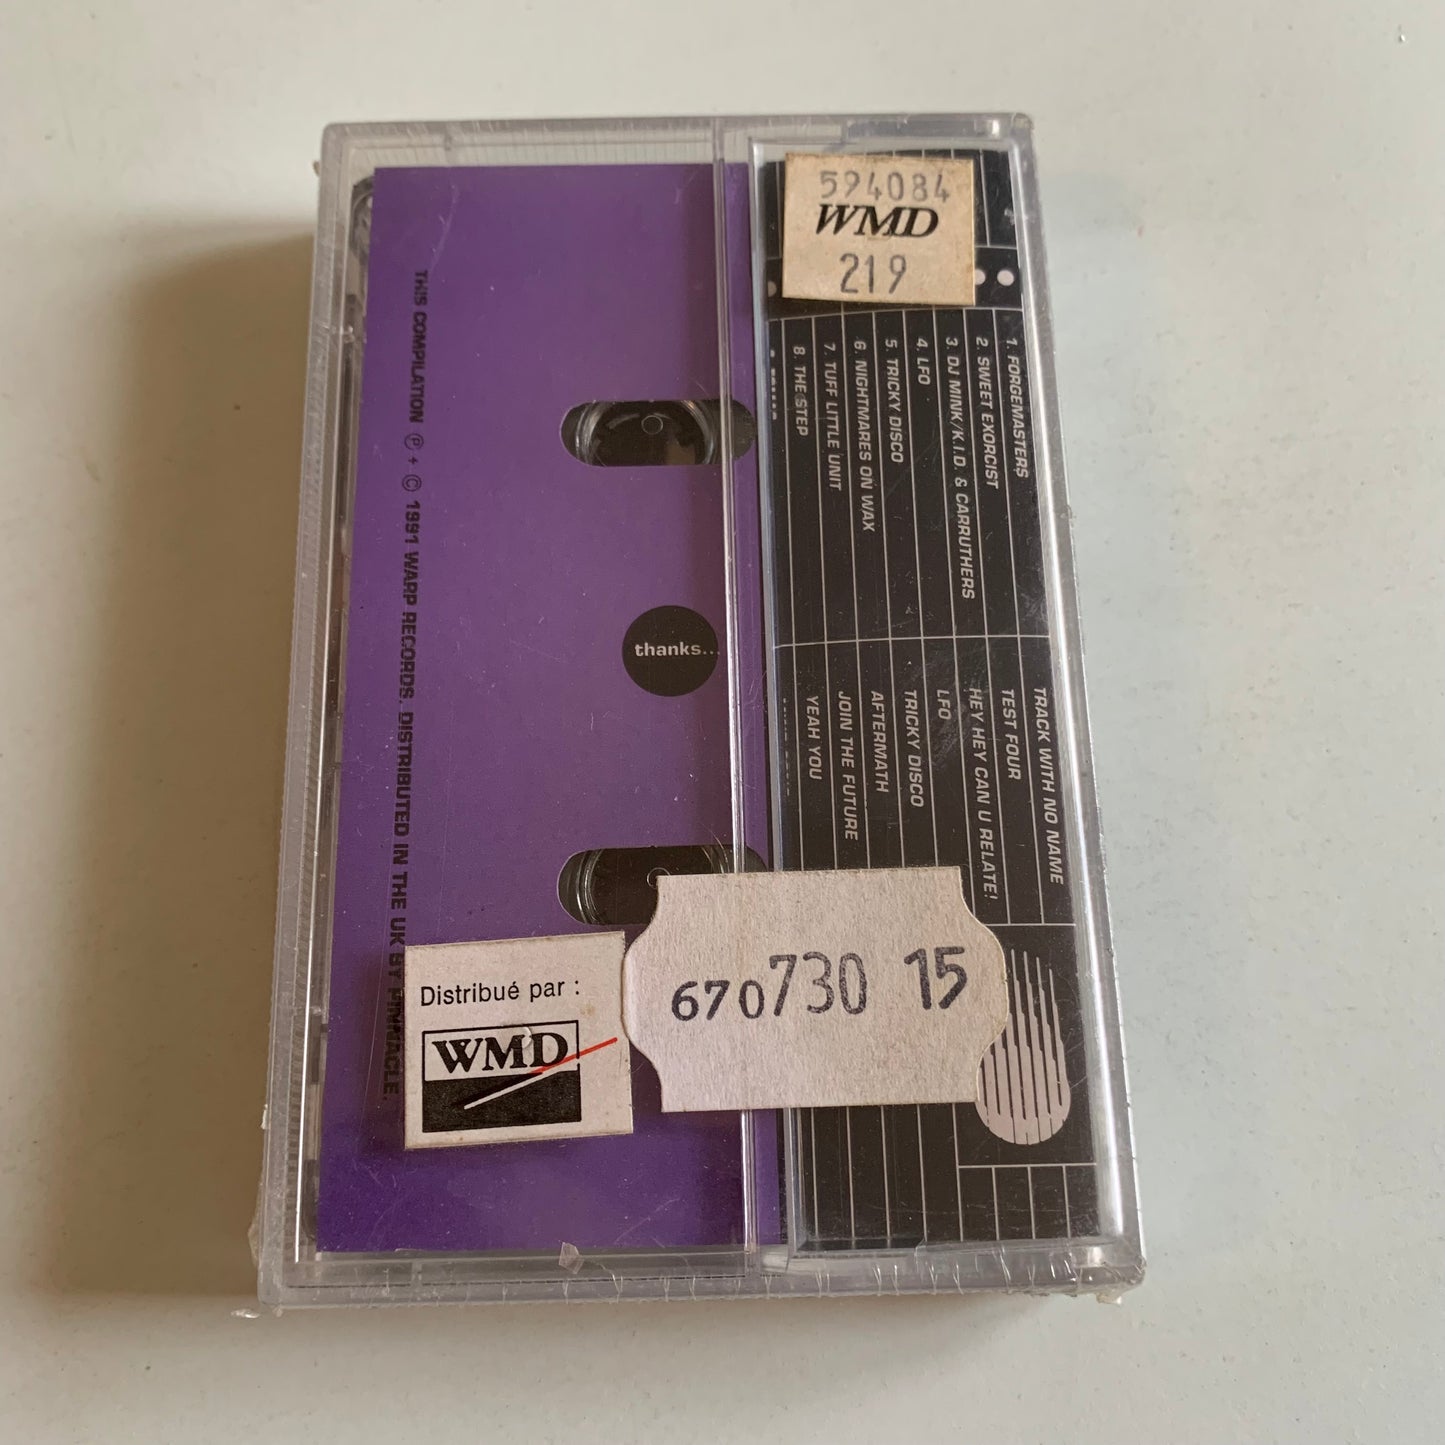 594084
WMD
219
1. FORGEMASTERS
TRACK WITH NO NAME
2. SWEET EXORCIST
TEST FOUR
3. DJ MINK/K.I.D. & CARRUTHERS
HEY HEY CAN U RELATE!
4. LFO
LFO
5. TRICKY DISCO
TRICKY DISCO
6. NIGHTMARES ON WAX
AFTERMATH
7. TUFF LITTLE UNIT
JOIN THE FUTURE
8. THE STEP
YEAH YOU
thanks...
THIS COMPILATION ℗ + © 1991 WARP RECORDS. DISTRIBUTED IN THE UK BY PINNACLE.
Distribué par :
WMD
670730 15